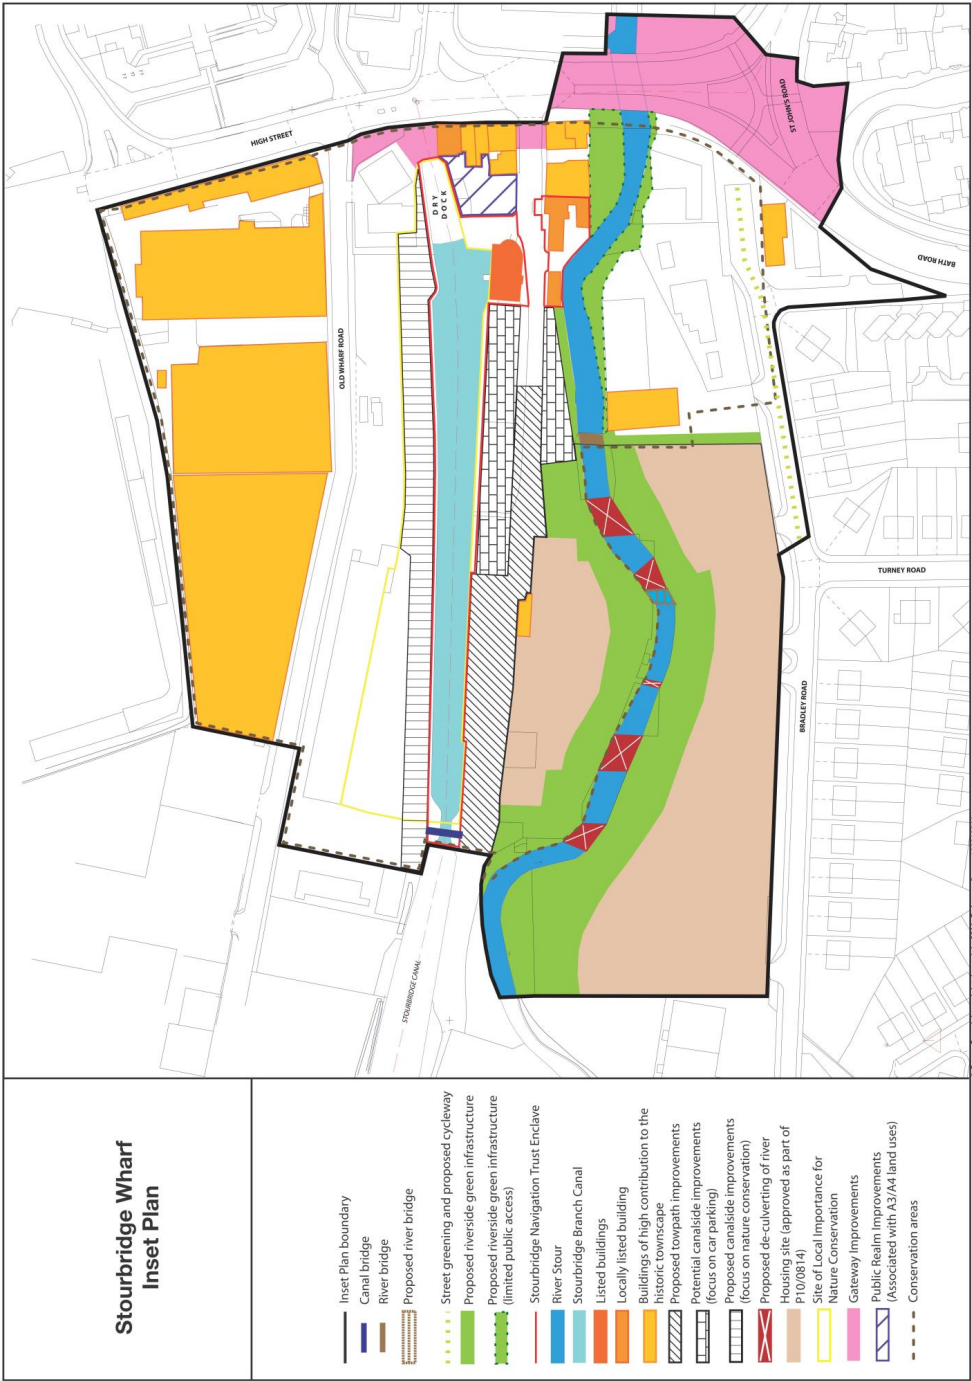 Stourbridge Wharf
Inset Plan
Inset Plan boundary
Canal bridge
River bridge
Proposed river bridge
Street greening and proposed cycleway
Proposed riverside green infrastructure
Proposed riverside green infrastructure
(limited public access)
Stourbridge Navigation Trust Enclave
River Stour
Stourbridge Branch Canal
Listed buildings
Locally listed building
Buildings of high contribution to the
historic townscape
Proposed towpath improvements
Potential canalside improvements
(focus on car parking)
Proposed canalside improvements
(focus on nature conservation)
Proposed de-culverting of river
Housing site (approved as part of
P10/0814)
Site of Local Importance for
Nature Conservation
Gateway Improvements
Public Realm Improvements
(Associated with A3/A4 land uses)
Conservation areas
HIGH STREET
OLD WHARF ROAD
DRY
DOCK
STOURBRIDGE CANAL
ST JOHN'S ROAD
BATH ROAD
TURNEY ROAD
BRADLEY ROAD